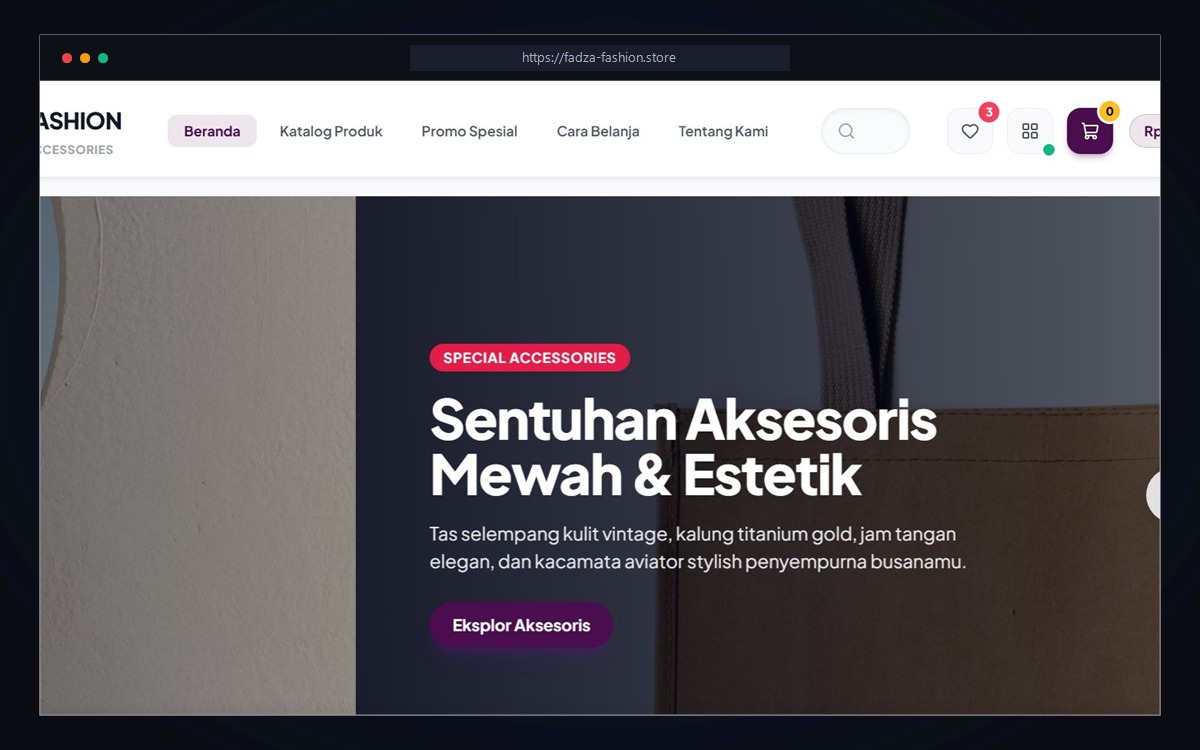 https://fadza-fashion.store
ASHION
CCESSORIES
Beranda
Katalog Produk
Promo Spesial
Cara Belanja
Tentang Kami
3
0
Rp
SPECIAL ACCESSORIES
Sentuhan Aksesoris
Mewah & Estetik
Tas selempang kulit vintage, kalung titanium gold, jam tangan
elegan, dan kacamata aviator stylish penyempurna busanamu.
Eksplor Aksesoris